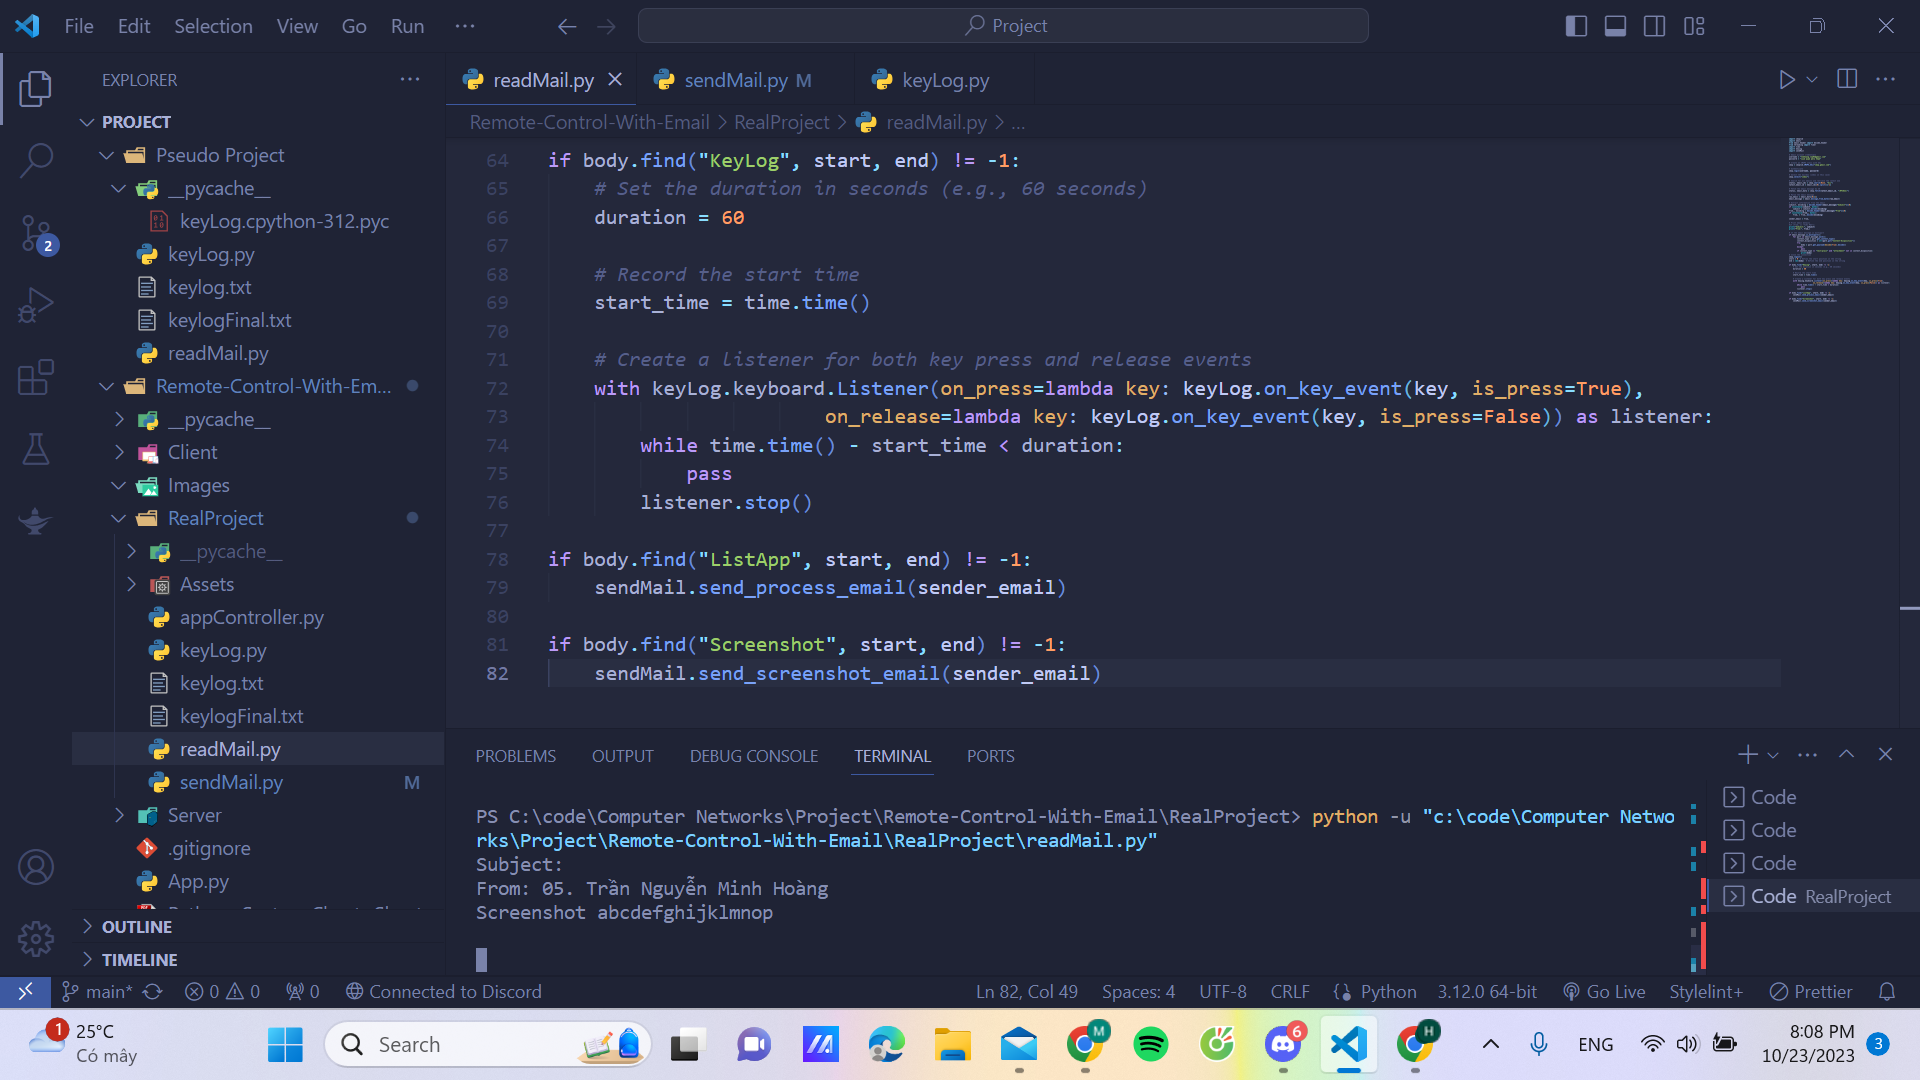 File Edit Selection View Go Run ...
Project
EXPLORER
PROJECT
Pseudo Project
__pycache__
keyLog.cpython-312.pyc
keyLog.py
keylog.txt
keylogFinal.txt
readMail.py
Remote-Control-With-Em...
__pycache__
Client
Images
RealProject
__pycache__
Assets
appController.py
keyLog.py
keylog.txt
keylogFinal.txt
readMail.py
sendMail.py M
Server
.gitignore
App.py
OUTLINE
TIMELINE
2
readMail.py
sendMail.py M
keyLog.py
Remote-Control-With-Email > RealProject > readMail.py > ...
64 if body.find("KeyLog", start, end) != -1:
65 # Set the duration in seconds (e.g., 60 seconds)
66 duration = 60
67
68 # Record the start time
69 start_time = time.time()
70
71 # Create a listener for both key press and release events
72 with keyLog.keyboard.Listener(on_press=lambda key: keyLog.on_key_event(key, is_press=True),
73 on_release=lambda key: keyLog.on_key_event(key, is_press=False)) as listener:
74 while time.time() - start_time < duration:
75 pass
76 listener.stop()
77
78 if body.find("ListApp", start, end) != -1:
79 sendMail.send_process_email(sender_email)
80
81 if body.find("Screenshot", start, end) != -1:
82 sendMail.send_screenshot_email(sender_email)
PROBLEMS OUTPUT DEBUG CONSOLE TERMINAL PORTS
PS C:\code\Computer Networks\Project\Remote-Control-With-Email\RealProject> python -u "c:\code\Computer Netwo
rks\Project\Remote-Control-With-Email\RealProject\readMail.py"
Subject:
From: 05. Trần Nguyễn Minh Hoàng
Screenshot abcdefghijklmnop
Code
Code
Code
Code RealProject
main* 0 0 0 Connected to Discord
Ln 82, Col 49 Spaces: 4 UTF-8 CRLF Python 3.12.0 64-bit Go Live Stylelint+ Prettier
1
25°C
Có mây
Search
M
6
H
ENG
8:08 PM
10/23/2023
3